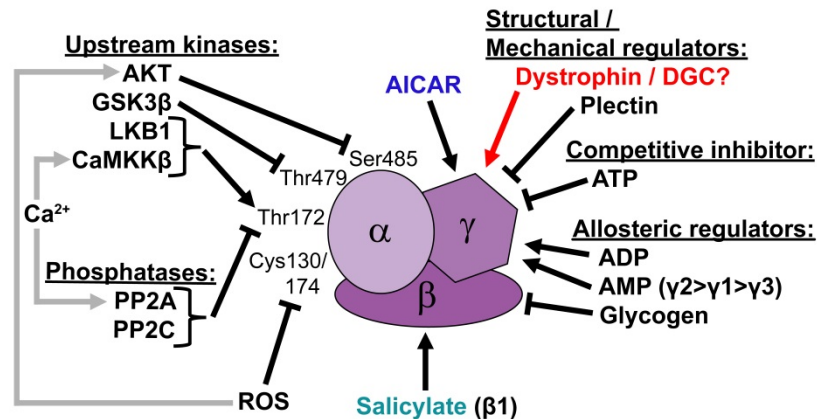 Upstream kinases:
AKT
GSK3β
LKB1
CaMKKβ
Ca²⁺
Phosphatases:
PP2A
PP2C
ROS
Ser485
Thr479
Thr172
Cys130/
174
α
γ
β
AICAR
Salicylate (β1)
Structural /
Mechanical regulators:
Dystrophin / DGC?
Plectin
Competitive inhibitor:
ATP
Allosteric regulators:
ADP
AMP (γ2>γ1>γ3)
Glycogen